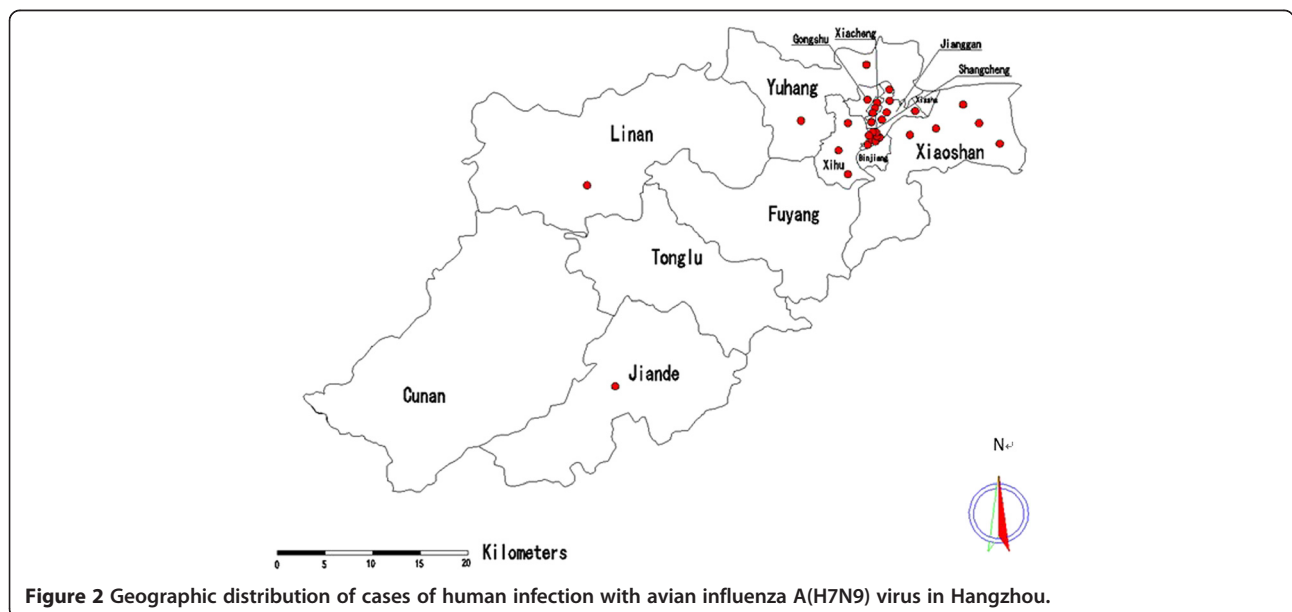 Xiacheng
Gongshu
Jianggan
Shangcheng
Yuhang
Linan
Xihu
Binjiang
Xiaoshan
Fuyang
Tonglu
Jiande
Cunan
N
Kilometers
0 5 10 15 20
Figure 2 Geographic distribution of cases of human infection with avian influenza A(H7N9) virus in Hangzhou.